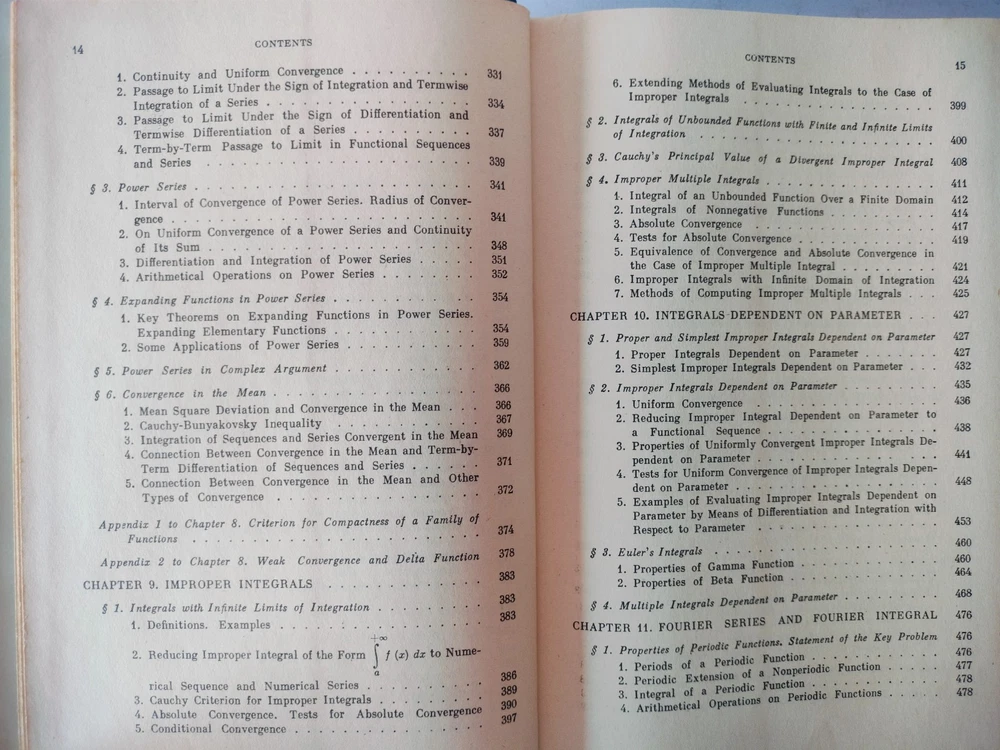 14
CONTENTS
1. Continuity and Uniform Convergence . . . . . . . . . . 331
2. Passage to Limit Under the Sign of Integration and Termwise
Integration of a Series . . . . . . . . . . . . . . . . . 334
3. Passage to Limit Under the Sign of Differentiation and
Termwise Differentiation of a Series . . . . . . . . . . 337
4. Term-by-Term Passage to Limit in Functional Sequences
and Series . . . . . . . . . . . . . . . . . . . . . . 339
§ 3. Power Series . . . . . . . . . . . . . . . . . . . . . . . 341
1. Interval of Convergence of Power Series. Radius of Conver-
gence . . . . . . . . . . . . . . . . . . . . . . . . . 341
2. On Uniform Convergence of a Power Series and Continuity
of Its Sum . . . . . . . . . . . . . . . . . . . . . . 348
3. Differentiation and Integration of Power Series . . . . . 351
4. Arithmetical Operations on Power Series . . . . . . . . 352
§ 4. Expanding Functions in Power Series . . . . . . . . . . . . 354
1. Key Theorems on Expanding Functions in Power Series.
Expanding Elementary Functions . . . . . . . . . . . . 354
2. Some Applications of Power Series . . . . . . . . . . . 359
§ 5. Power Series in Complex Argument . . . . . . . . . . . . 362
§ 6. Convergence in the Mean . . . . . . . . . . . . . . . . . 366
1. Mean Square Deviation and Convergence in the Mean . . . 366
2. Cauchy-Bunyakovsky Inequality . . . . . . . . . . . . 367
3. Integration of Sequences and Series Convergent in the Mean 369
4. Connection Between Convergence in the Mean and Term-by-
Term Differentiation of Sequences and Series . . . . . . 371
5. Connection Between Convergence in the Mean and Other
Types of Convergence . . . . . . . . . . . . . . . . . 372
Appendix 1 to Chapter 8. Criterion for Compactness of a Family of
Functions . . . . . . . . . . . . . . . . . . . . . . . 374
Appendix 2 to Chapter 8. Weak Convergence and Delta Function 378
CHAPTER 9. IMPROPER INTEGRALS . . . . . . . . . . . . . 383
§ 1. Integrals with Infinite Limits of Integration . . . . . . . . . 383
1. Definitions. Examples . . . . . . . . . . . . . . . . . 383
2. Reducing Improper Integral of the Form ∫ₐ⁺∞ f (x) dx to Nume-
rical Sequence and Numerical Series . . . . . . . . . . 386
3. Cauchy Criterion for Improper Integrals . . . . . . . . . 389
4. Absolute Convergence. Tests for Absolute Convergence 390
5. Conditional Convergence . . . . . . . . . . . . . . . . 397
CONTENTS
15
6. Extending Methods of Evaluating Integrals to the Case of
Improper Integrals . . . . . . . . . . . . . . . . . . 399
§ 2. Integrals of Unbounded Functions with Finite and Infinite Limits
of Integration . . . . . . . . . . . . . . . . . . . . . 400
§ 3. Cauchy's Principal Value of a Divergent Improper Integral 408
§ 4. Improper Multiple Integrals . . . . . . . . . . . . . . . . 411
1. Integral of an Unbounded Function Over a Finite Domain 412
2. Integrals of Nonnegative Functions . . . . . . . . . . . 414
3. Absolute Convergence . . . . . . . . . . . . . . . . . 417
4. Tests for Absolute Convergence . . . . . . . . . . . . . 419
5. Equivalence of Convergence and Absolute Convergence in
the Case of Improper Multiple Integral . . . . . . . . . 421
6. Improper Integrals with Infinite Domain of Integration 424
7. Methods of Computing Improper Multiple Integrals . . . 425
CHAPTER 10. INTEGRALS DEPENDENT ON PARAMETER . . . 427
§ 1. Proper and Simplest Improper Integrals Dependent on Parameter 427
1. Proper Integrals Dependent on Parameter . . . . . . . 427
2. Simplest Improper Integrals Dependent on Parameter . . . 432
§ 2. Improper Integrals Dependent on Parameter . . . . . . . . . 435
1. Uniform Convergence . . . . . . . . . . . . . . . . . 436
2. Reducing Improper Integral Dependent on Parameter to
a Functional Sequence . . . . . . . . . . . . . . . . . 438
3. Properties of Uniformly Convergent Improper Integrals De-
pendent on Parameter . . . . . . . . . . . . . . . . . 441
4. Tests for Uniform Convergence of Improper Integrals Depen-
dent on Parameter . . . . . . . . . . . . . . . . . . . 448
5. Examples of Evaluating Improper Integrals Dependent on
Parameter by Means of Differentiation and Integration with
Respect to Parameter . . . . . . . . . . . . . . . . . 453
§ 3. Euler's Integrals . . . . . . . . . . . . . . . . . . . . . 460
1. Properties of Gamma Function . . . . . . . . . . . . . 460
2. Properties of Beta Function . . . . . . . . . . . . . . 464
§ 4. Multiple Integrals Dependent on Parameter . . . . . . . . . 468
CHAPTER 11. FOURIER SERIES AND FOURIER INTEGRAL 476
§ 1. Properties of Periodic Functions. Statement of the Key Problem 476
1. Periods of a Periodic Function . . . . . . . . . . . . . 476
2. Periodic Extension of a Nonperiodic Function . . . . . . 477
3. Integral of a Periodic Function . . . . . . . . . . . . . 478
4. Arithmetical Operations on Periodic Functions . . . . . 478